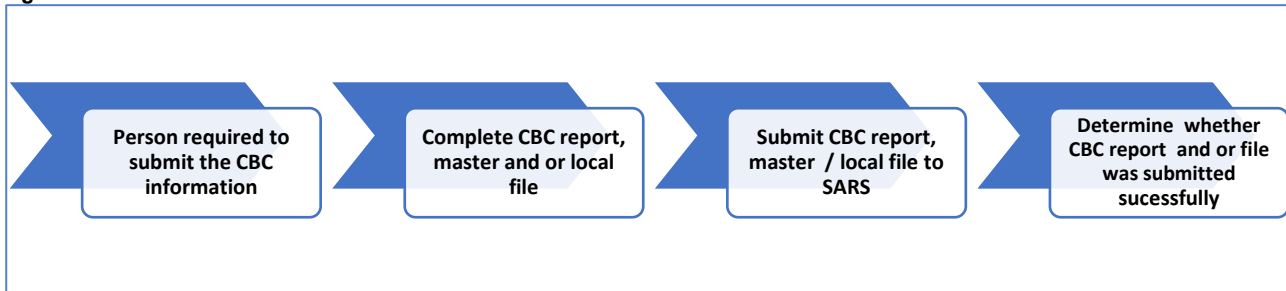 Person required to
submit the CBC
information
Complete CBC report,
master and or local
file
Submit CBC report,
master / local file to
SARS
Determine whether
CBC report and or file
was submitted
sucessfully